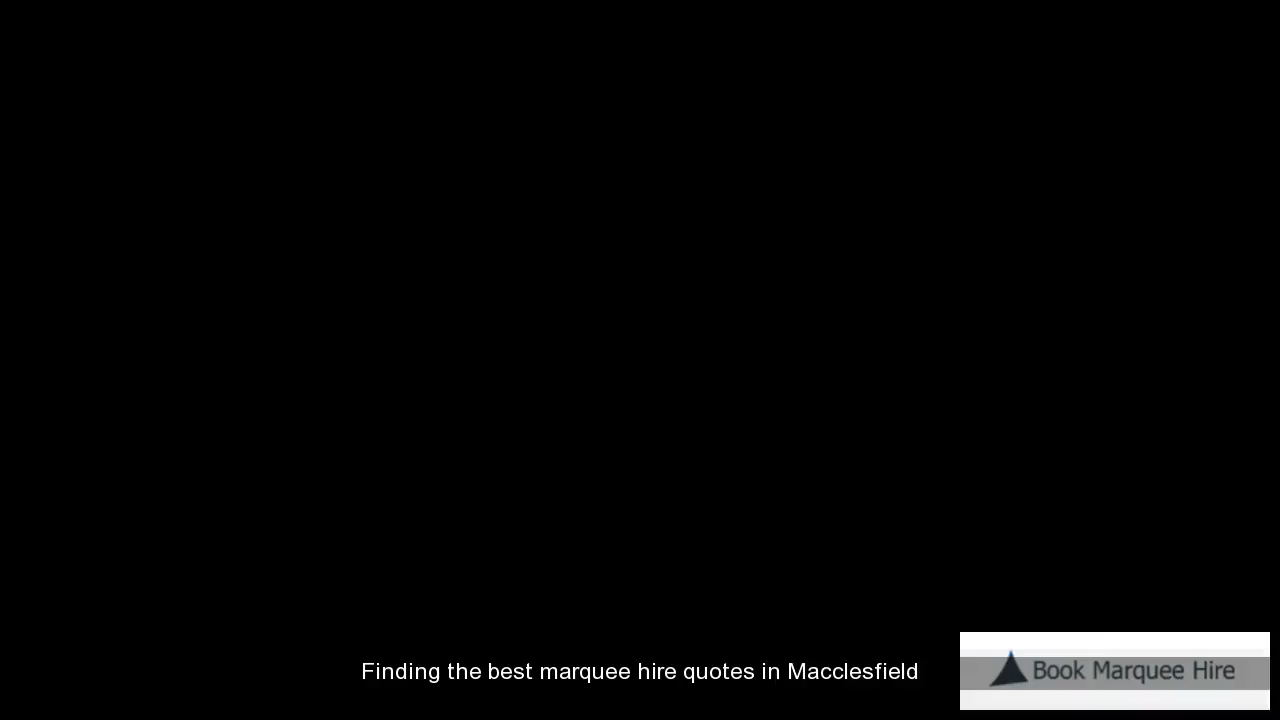 Finding the best marquee hire quotes in Macclesfield
Book Marquee Hire